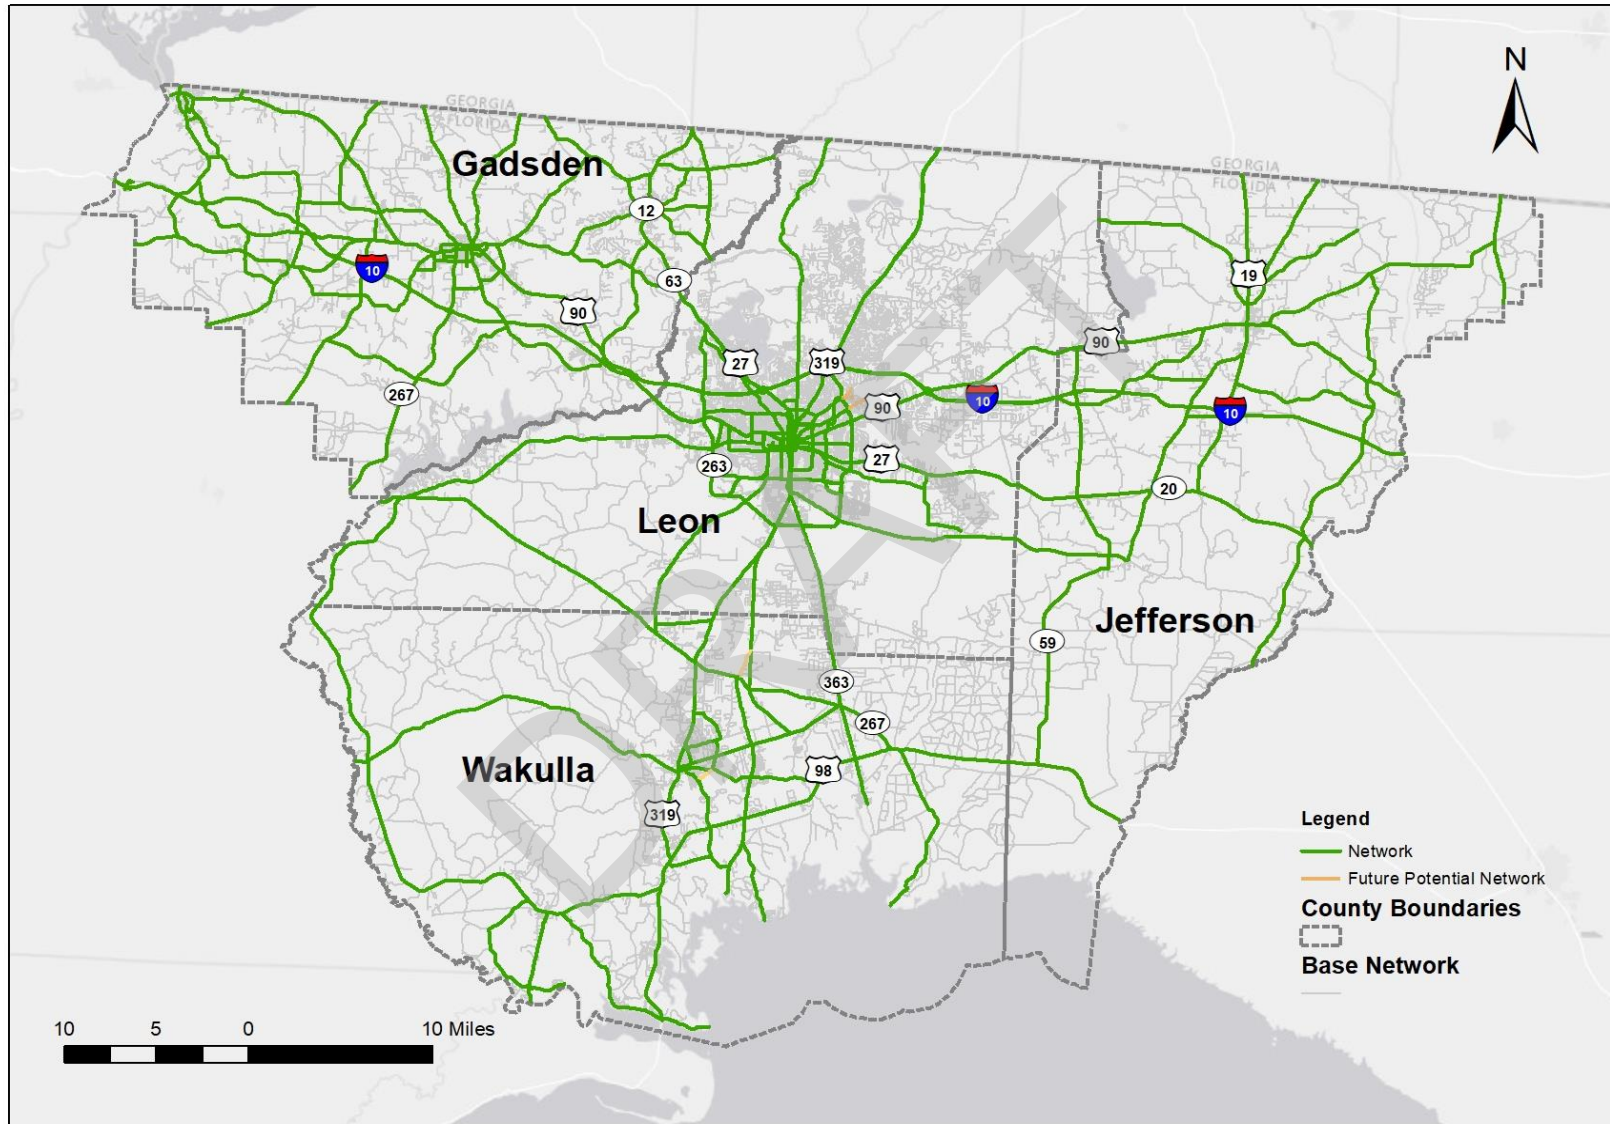 N
GEORGIA
FLORIDA
Gadsden
GEORGIA
FLORIDA
12
10
63
19
90
90
27
319
267
10
90
10
27
263
20
Leon
DRAFT
Jefferson
59
363
267
Wakulla
98
319
Legend
Network
Future Potential Network
County Boundaries
Base Network
10 5 0 10 Miles